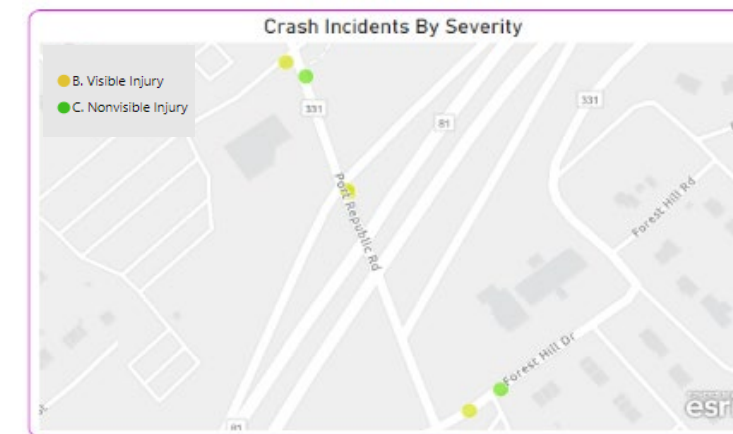 Crash Incidents By Severity
B. Visible Injury
C. Nonvisible Injury
331
81
331
Port Republic Rd
Forest Hill Rd
Forest Hill Dr
81
81
esri